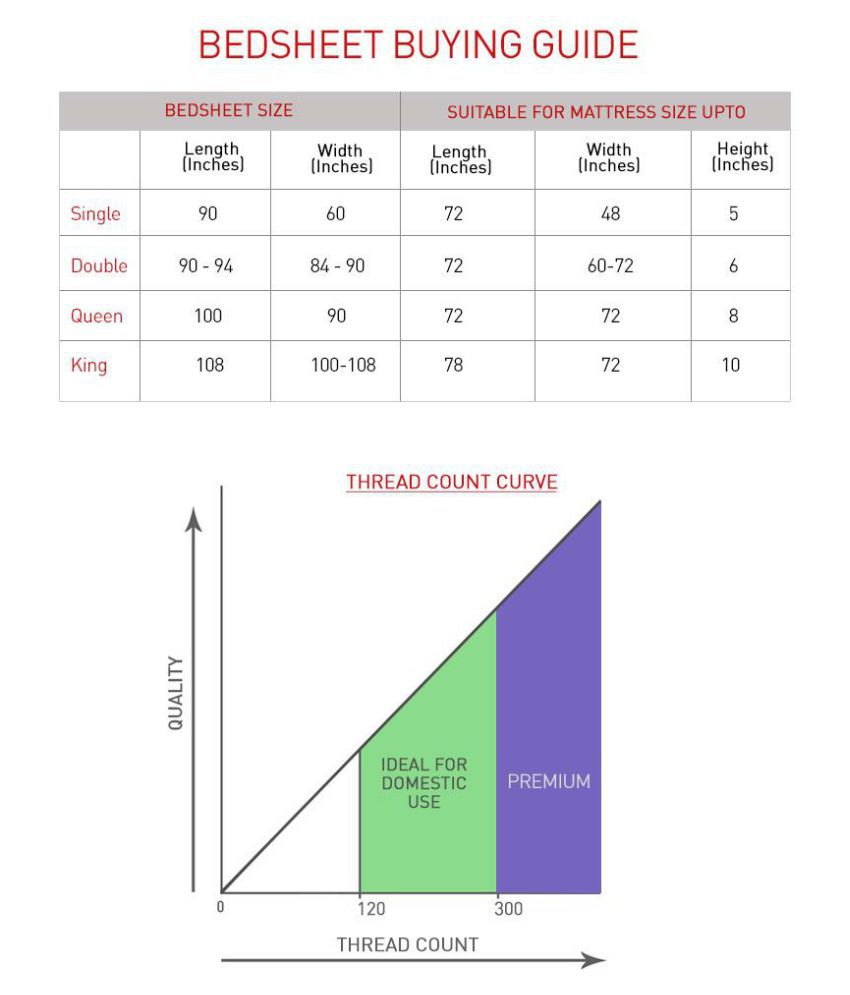 BEDSHEET BUYING GUIDE
BEDSHEET SIZE SUITABLE FOR MATTRESS SIZE UPTO
Length (Inches) Width (Inches) Length (Inches) Width (Inches) Height (Inches)
Single 90 60 72 48 5
Double 90 - 94 84 - 90 72 60-72 6
Queen 100 90 72 72 8
King 108 100-108 78 72 10
THREAD COUNT CURVE
QUALITY
IDEAL FOR
DOMESTIC
USE
PREMIUM
0 120 300
THREAD COUNT